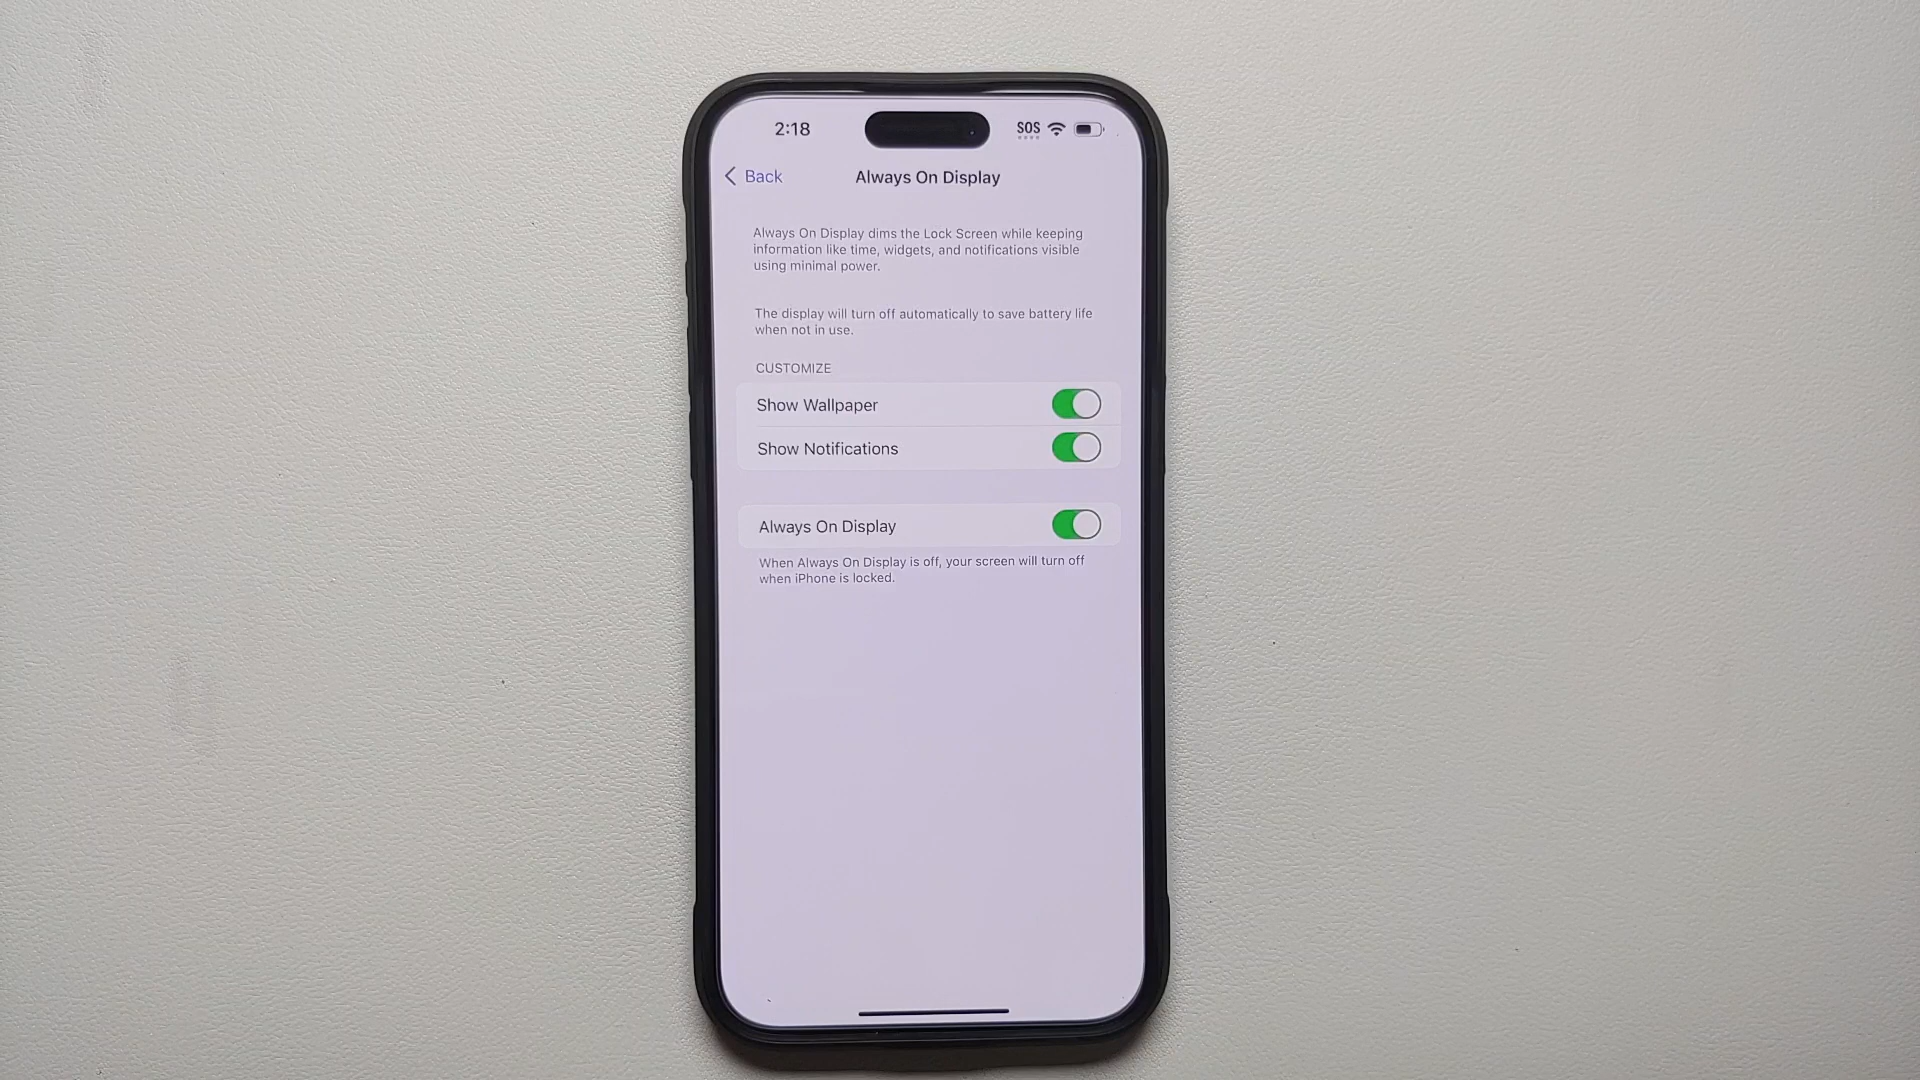 2:18
SOS
Back
Always On Display
Always On Display dims the Lock Screen while keeping
information like time, widgets, and notifications visible
using minimal power.
The display will turn off automatically to save battery life
when not in use.
CUSTOMIZE
Show Wallpaper
Show Notifications
Always On Display
When Always On Display is off, your screen will turn off
when iPhone is locked.